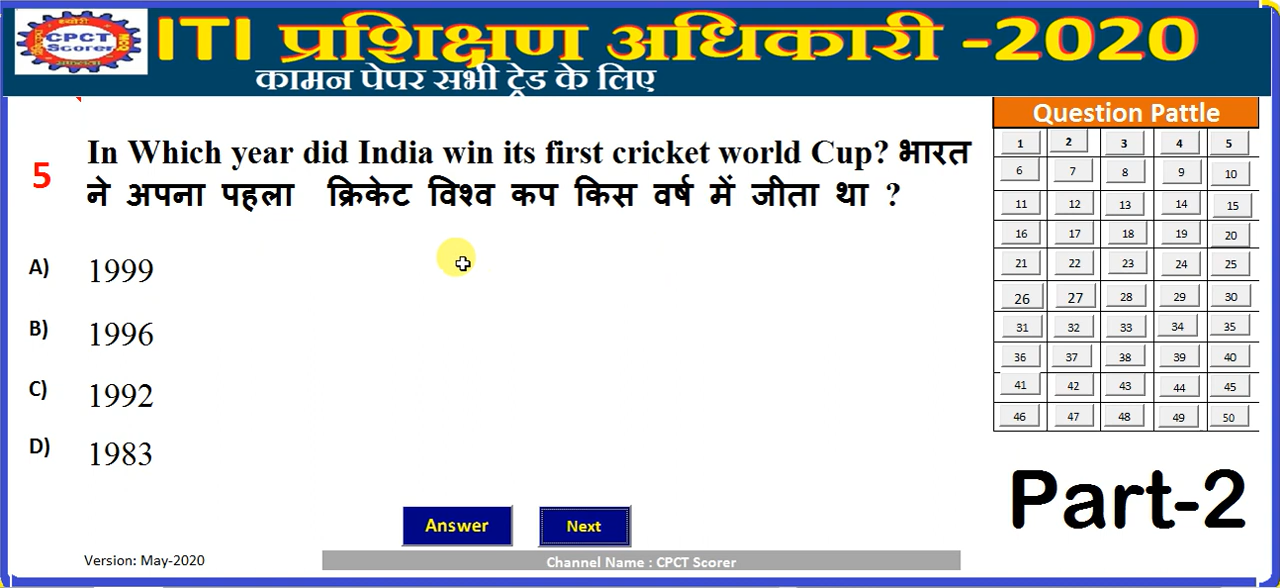 CPCT
Scorer
ITI प्रशिक्षण अधिकारी -2020
कामन पेपर सभी ट्रेड के लिए
5
In Which year did India win its first cricket world Cup? भारत
ने अपना पहला क्रिकेट विश्व कप किस वर्ष में जीता था ?
A) 1999
B) 1996
C) 1992
D) 1983
Answer Next
Version: May-2020
Channel Name : CPCT Scorer
Question Pattle
1 2 3 4 5
6 7 8 9 10
11 12 13 14 15
16 17 18 19 20
21 22 23 24 25
26 27 28 29 30
31 32 33 34 35
36 37 38 39 40
41 42 43 44 45
46 47 48 49 50
Part-2